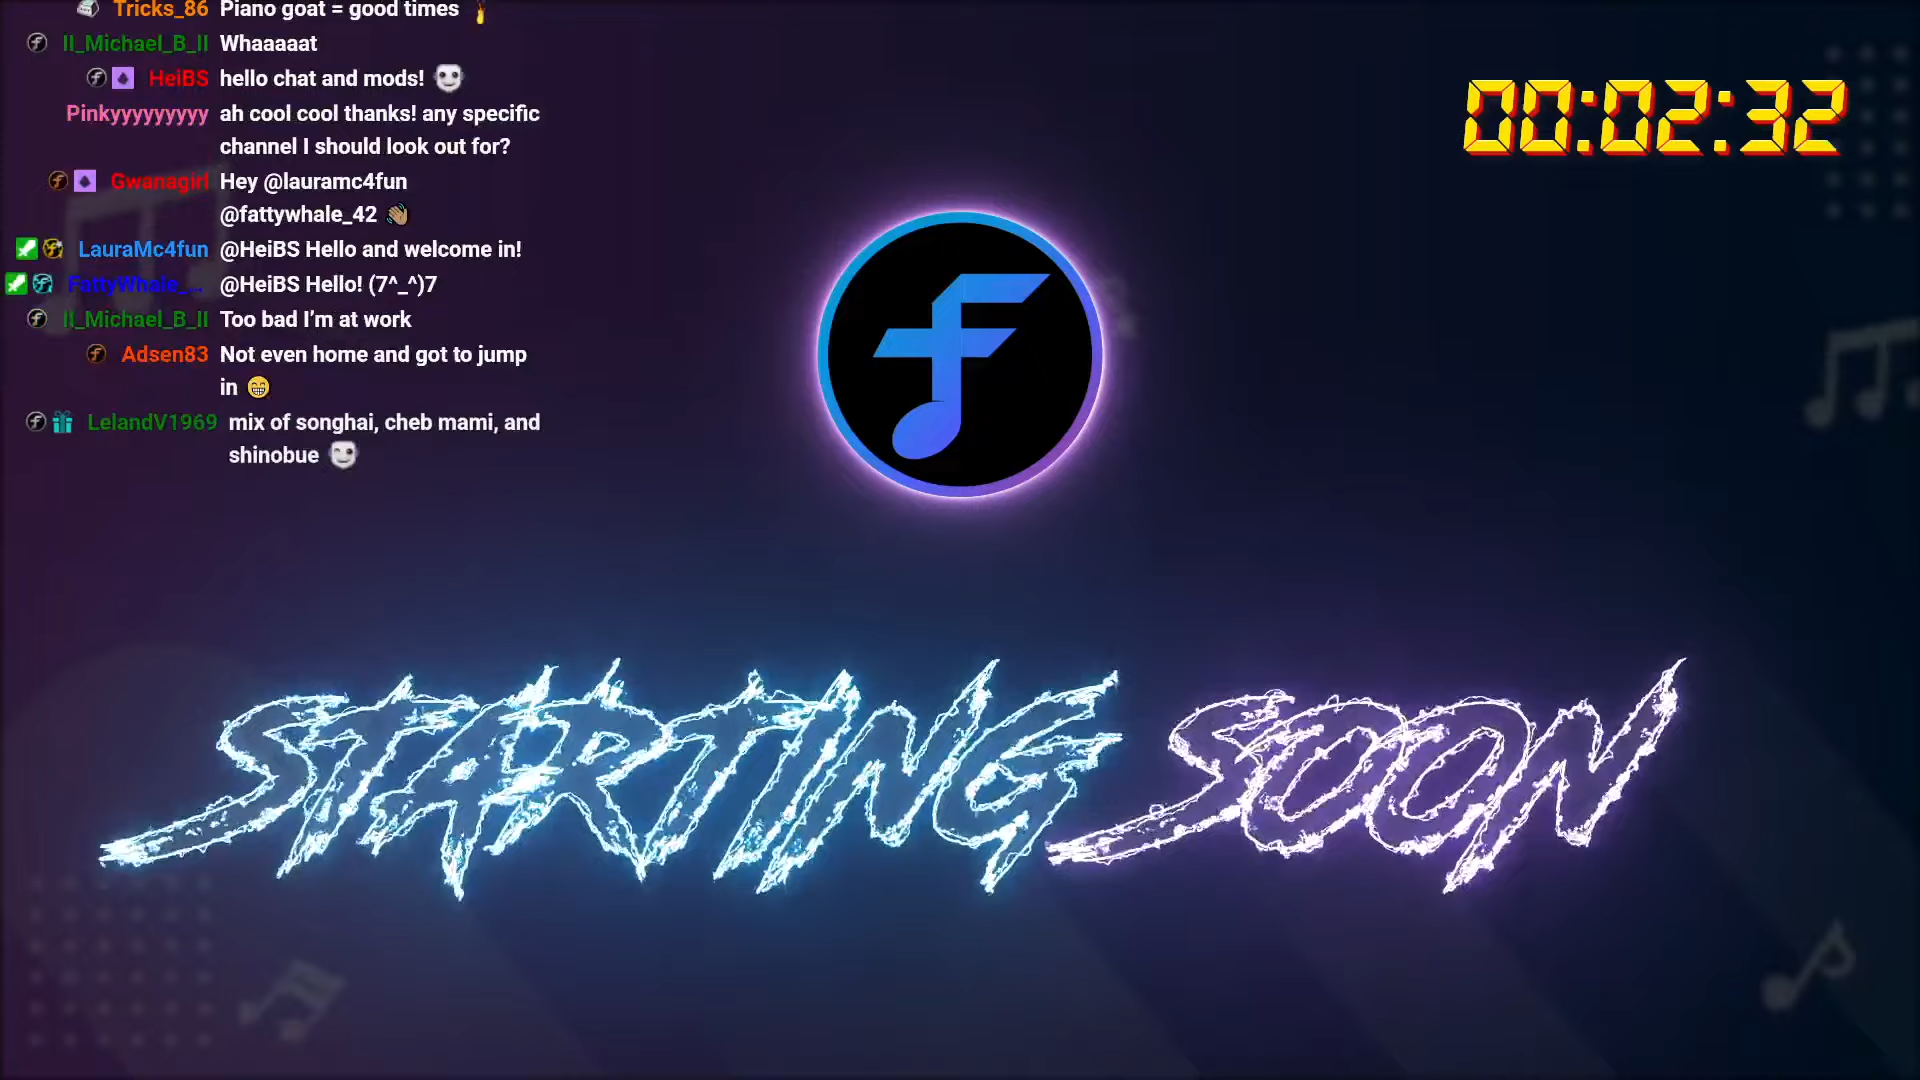 Tricks_86 Piano goat = good times
II_Michael_B_II Whaaaaat
HeiBS hello chat and mods!
Pinkyyyyyyyyy ah cool cool thanks! any specific
channel I should look out for?
Gwanagirl Hey @lauramc4fun
@fattywhale_42
LauraMc4fun @HeiBS Hello and welcome in!
FattyWhale_... @HeiBS Hello! (7^_^)7
II_Michael_B_II Too bad I’m at work
Adsen83 Not even home and got to jump
in
LelandV1969 mix of songhai, cheb mami, and
shinobue
00:02:32
STARTING SOON